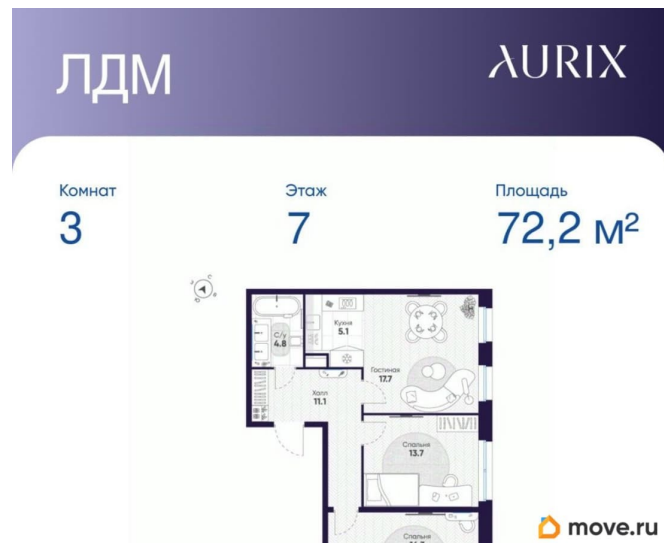 ЛДМ
AURIX
Комнат
Этаж
Площадь
3
7
72,2 м²
Кухня
5.1
С/у
4.8
Гостиная
17.7
Холл
11.1
Спальня
13.7
Спальня
move.ru